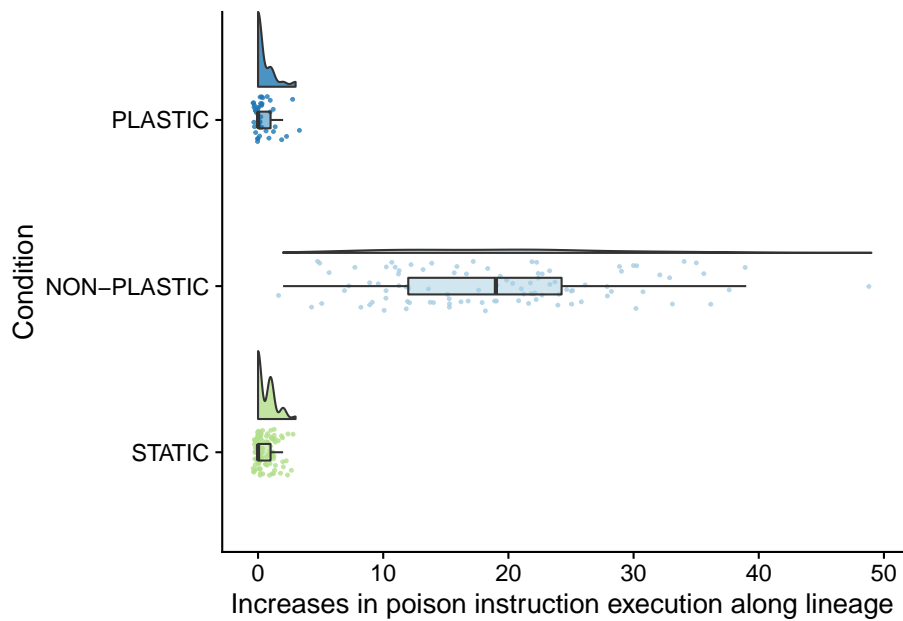 PLASTIC
NON-PLASTIC
STATIC
Condition
0 10 20 30 40 50
Increases in poison instruction execution along lineage